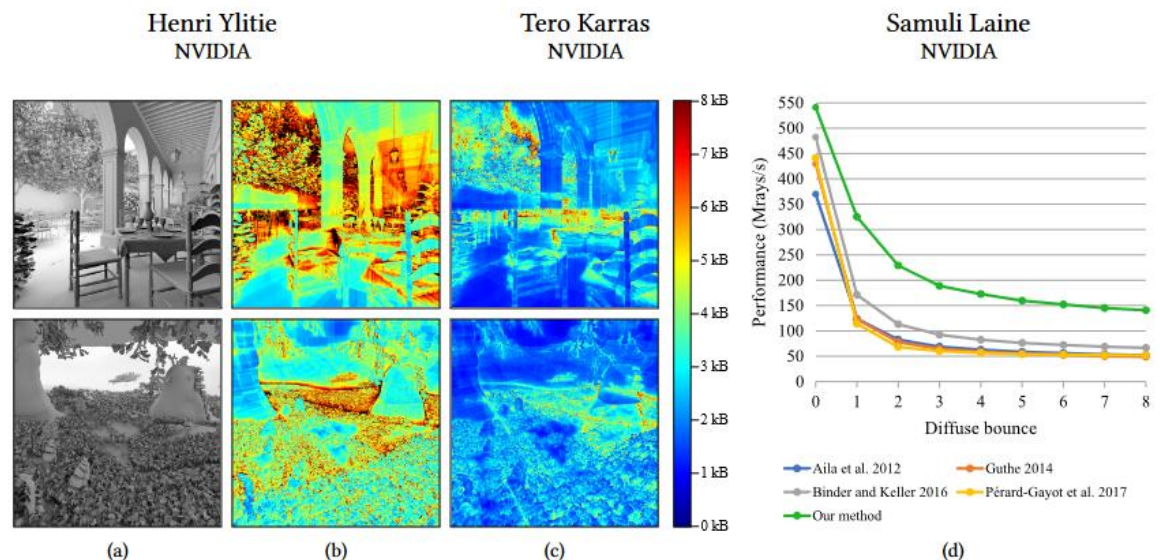 Henri Ylitie
NVIDIA
Tero Karras
NVIDIA
Samuli Laine
NVIDIA
8 kB
7 kB
6 kB
5 kB
4 kB
3 kB
2 kB
1 kB
0 kB
Performance (Mrays/s)
550
500
450
400
350
300
250
200
150
100
50
0
0 1 2 3 4 5 6 7 8
Diffuse bounce
Aila et al. 2012
Guthe 2014
Binder and Keller 2016
Pérard-Gayot et al. 2017
Our method
(a)
(b)
(c)
(d)